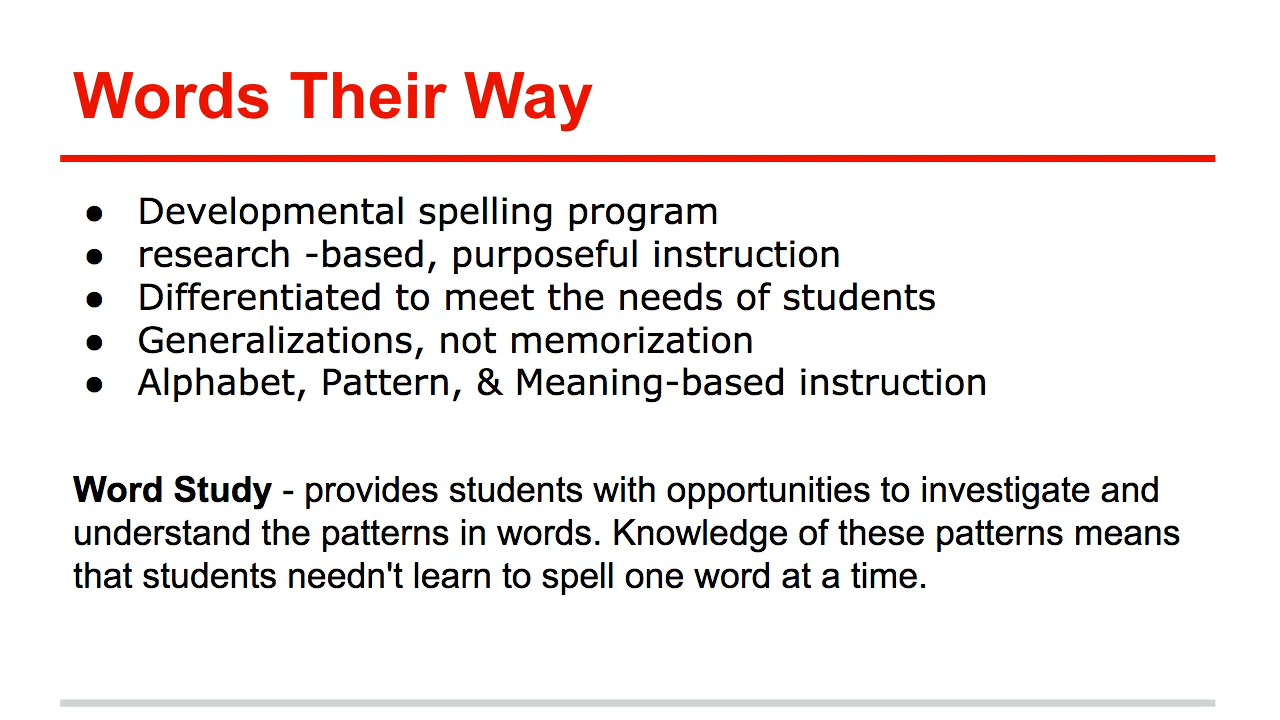 Words Their Way
● Developmental spelling program
● research -based, purposeful instruction
● Differentiated to meet the needs of students
● Generalizations, not memorization
● Alphabet, Pattern, & Meaning-based instruction
Word Study - provides students with opportunities to investigate and
understand the patterns in words. Knowledge of these patterns means
that students needn't learn to spell one word at a time.